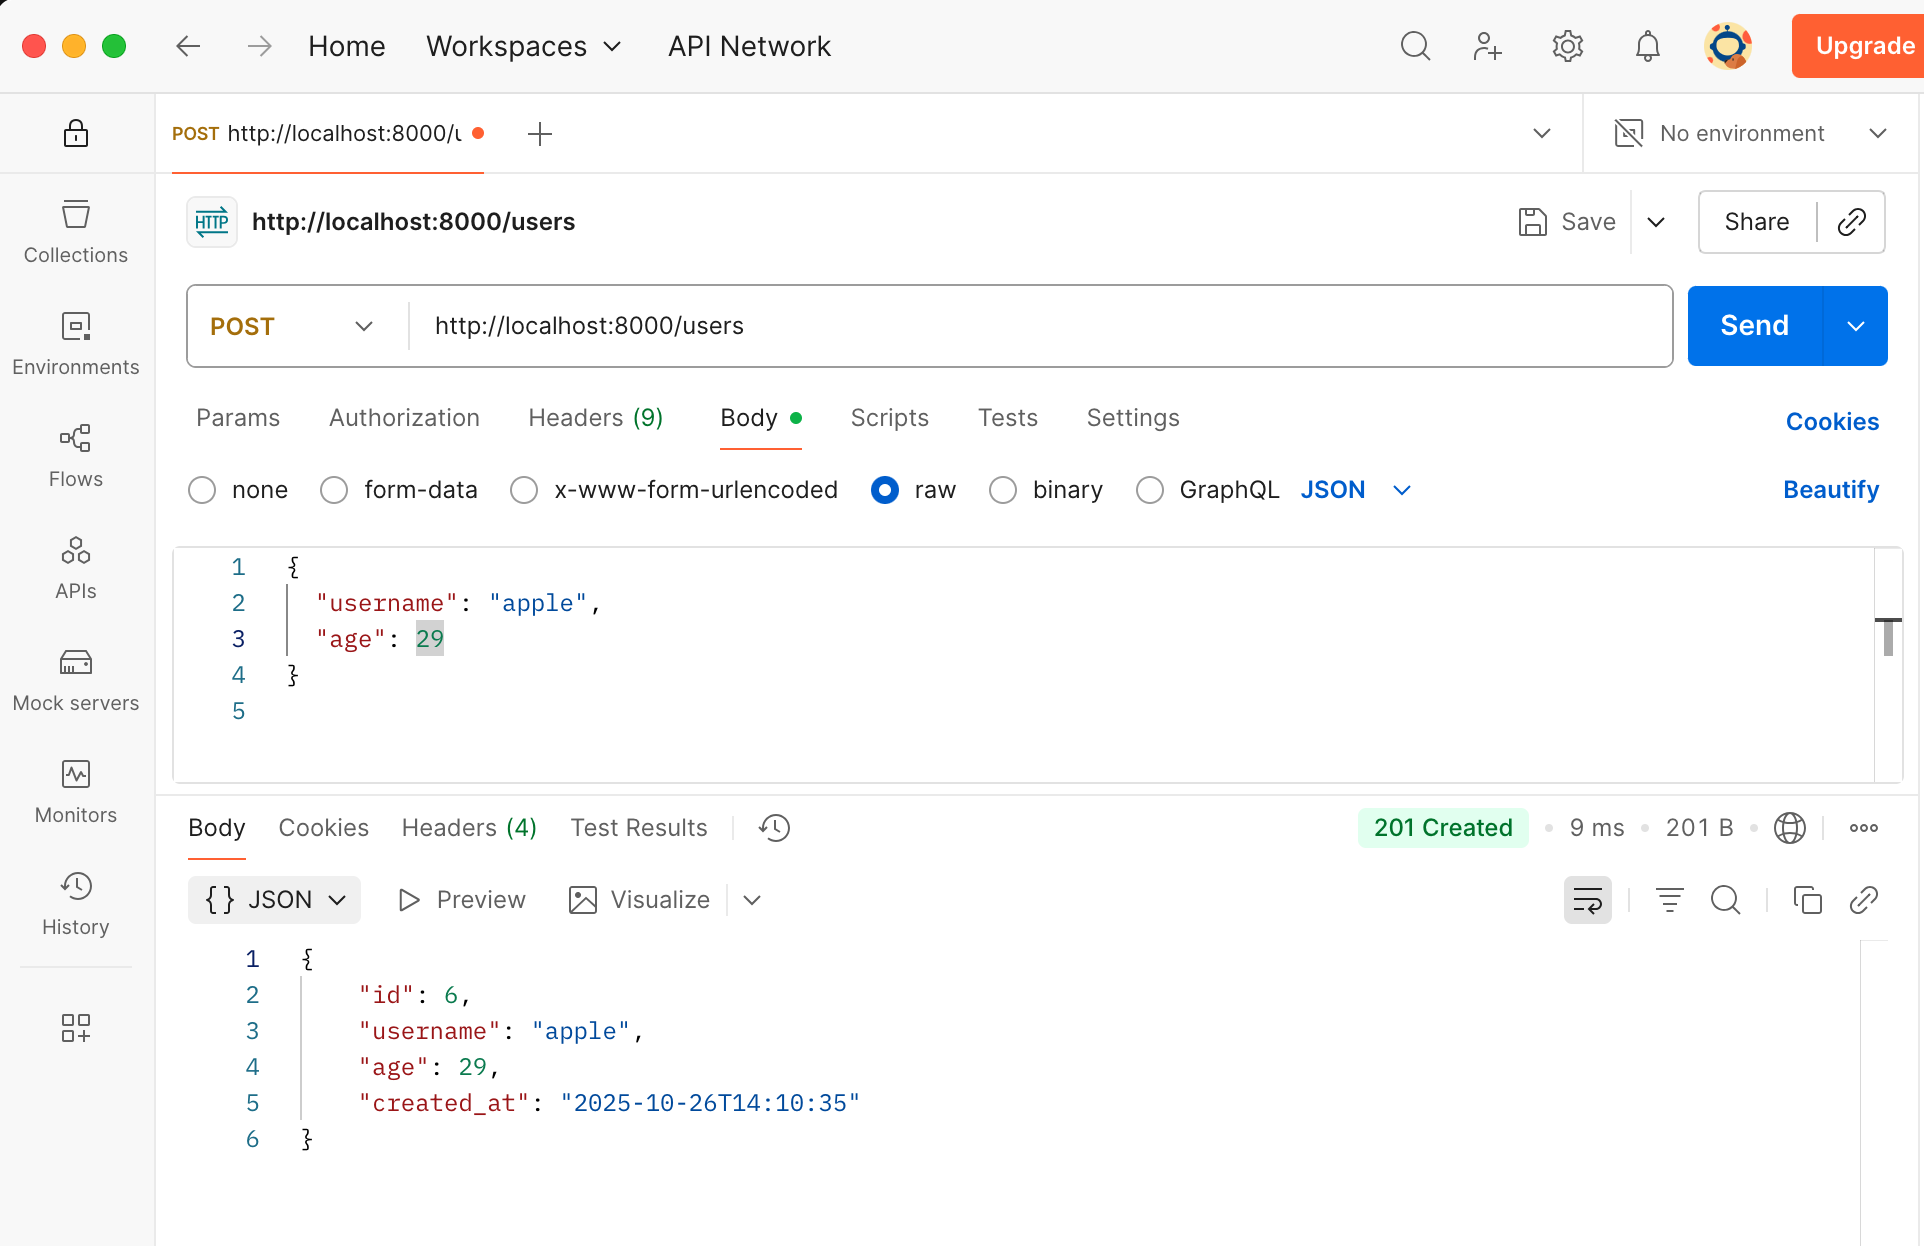 Home Workspaces API Network Upgrade
POST http://localhost:8000/u No environment
HTTP http://localhost:8000/users Save Share
POST http://localhost:8000/users Send
Params Authorization Headers (9) Body Scripts Tests Settings Cookies
none form-data x-www-form-urlencoded raw binary GraphQL JSON Beautify
1 {
2 "username": "apple",
3 "age": 29
4 }
5
Body Cookies Headers (4) Test Results 201 Created 9 ms 201 B
{} JSON Preview Visualize
1 {
2 "id": 6,
3 "username": "apple",
4 "age": 29,
5 "created_at": "2025-10-26T14:10:35"
6 }
Collections
Environments
Flows
APIs
Mock servers
Monitors
History